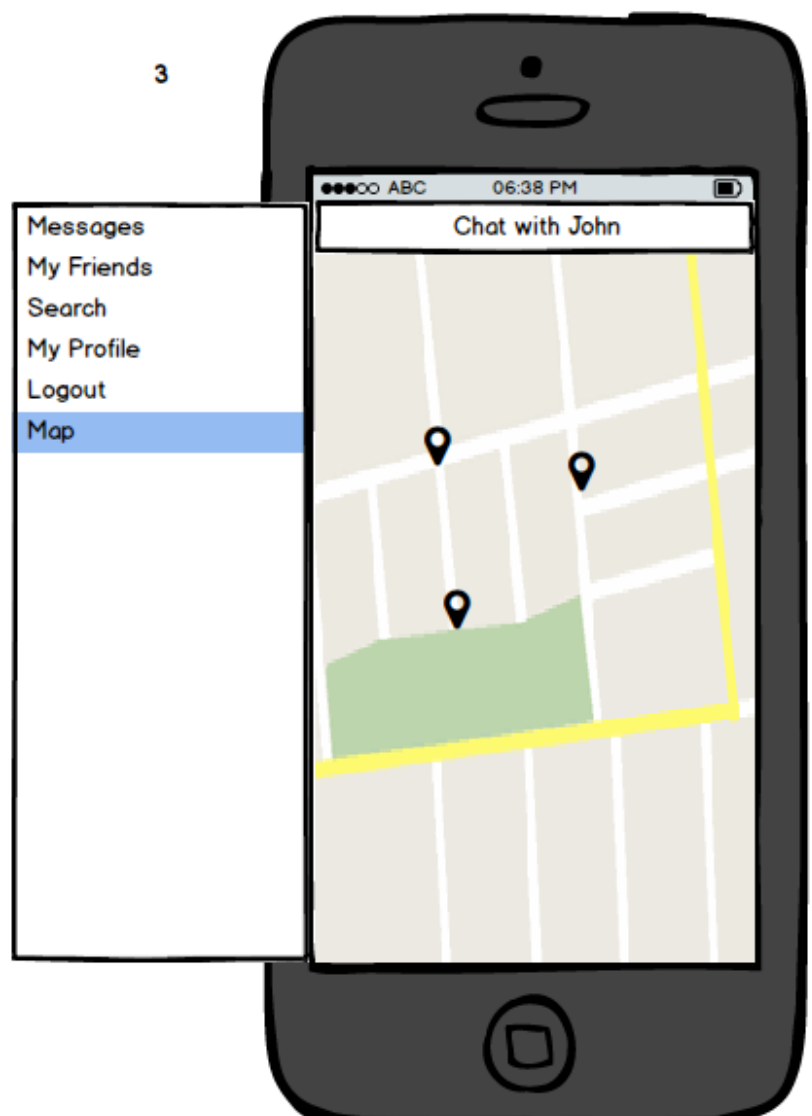 3
ABC 06:38 PM
Chat with John
Messages
My Friends
Search
My Profile
Logout
Map